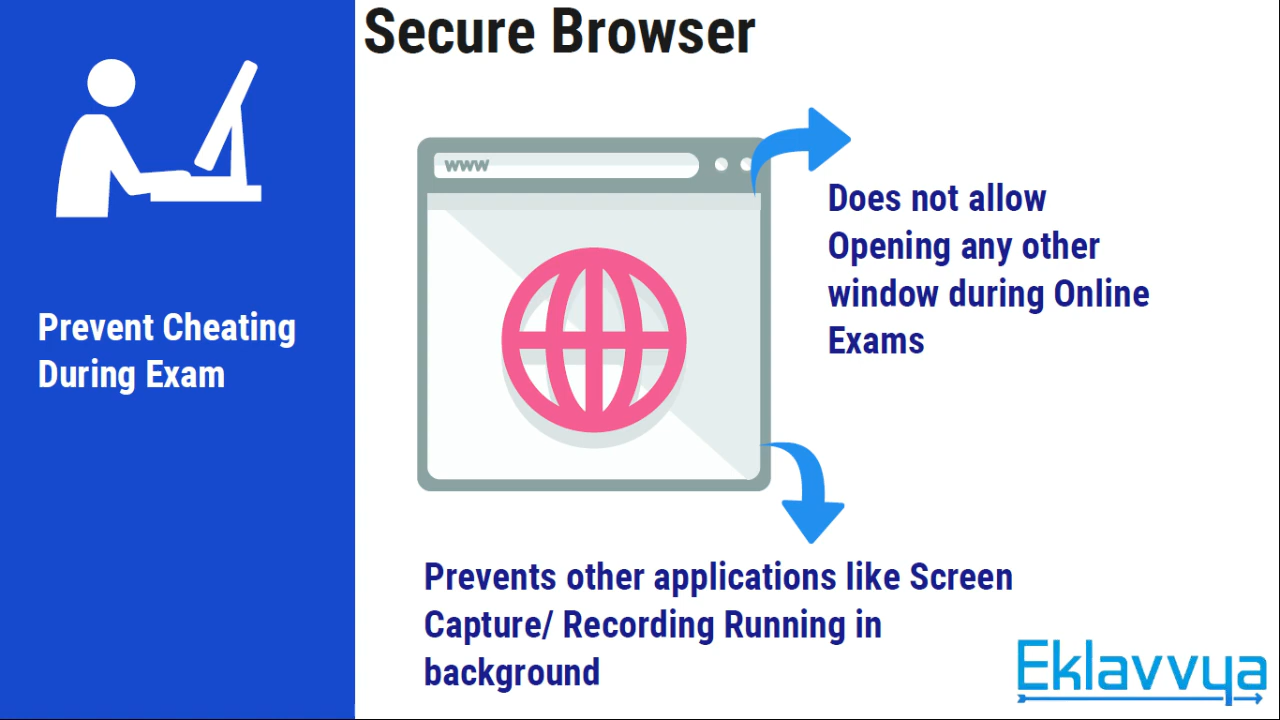 Secure Browser
www
Does not allow
Opening any other
window during Online
Exams
Prevent Cheating
During Exam
Prevents other applications like Screen
Capture/ Recording Running in
background
Eklavvya